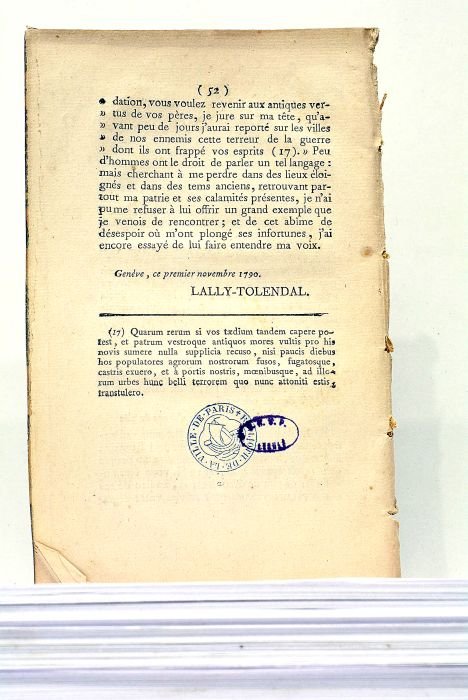 ( 52 )
dation, vous voulez revenir aux antiques ver-
» tus de vos pères, je jure sur ma tête, qu'a-
» vant peu de jours j'aurai reporté sur les villes
» de nos ennemis cette terreur de la guerre
» dont ils ont frappé vos esprits (17). » Peu
d'hommes ont le droit de parler un tel langage :
mais cherchant à me perdre dans des lieux éloi-
gnés et dans des tems anciens, retrouvant par-
tout ma patrie et ses calamités présentes, je n'ai
pu me refuser à lui offrir un grand exemple que
je venois de rencontrer ; et de cet abîme de
désespoir où m'ont plongé ses infortunes, j'ai
encore essayé de lui faire entendre ma voix.
Genève, ce premier novembre 1790.
LALLY-TOLENDAL.
(17) Quarum rerum si vos tædium tandem capere po-
test, et patrum vestroque antiquos mores vultis pro his
novis sumere nulla supplicia recuso, nisi paucis diebus
hos populatores agrorum nostrorum fusos, fugatosque,
castris exuero, et à portis nostris, mœnibusque, ad illo-
rum urbes hunc belli terrorem quo nunc attoniti estis,
transtulero.
DE LA VILLE DE PARIS